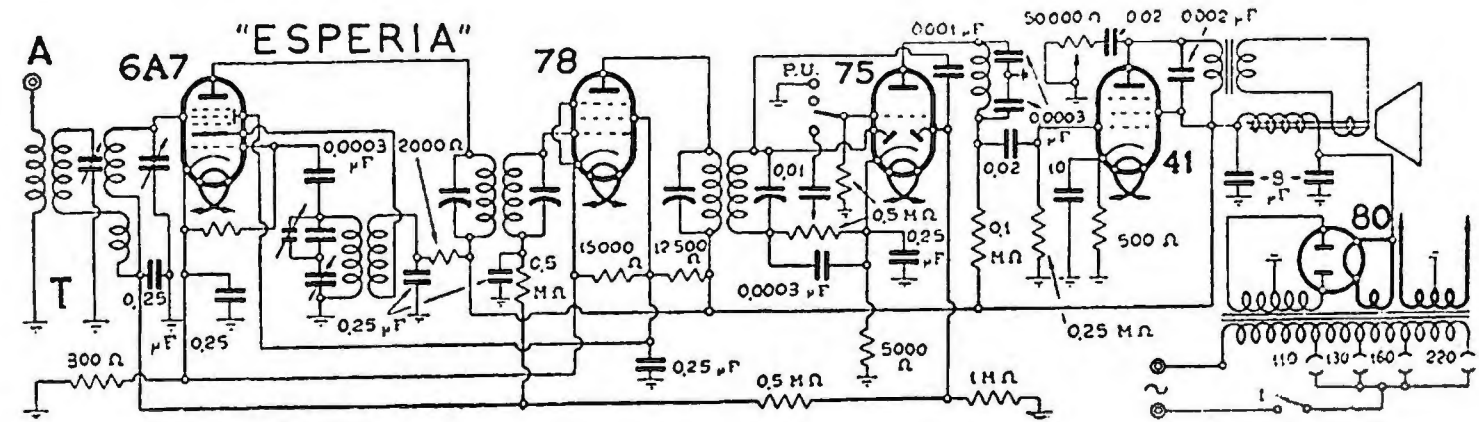 "ESPERIA"
A
6A7
78
75
41
80
T
P.U.
0,0003 µF
2000 Ω
0,001 µF
50000 Ω
0.02
0.002 µF
0,0003 µF
0,02
10
500 Ω
8 µF
0,01
0,5 MΩ
0,25 µF
0,1 MΩ
0,25 MΩ
15000 Ω
12500 Ω
0,0003 µF
5000 Ω
0,5 MΩ
0,25 µF
0,25 µF
0,25
0,25 µF
300 Ω
0,5 MΩ
1 MΩ
110
130
160
220
~
I